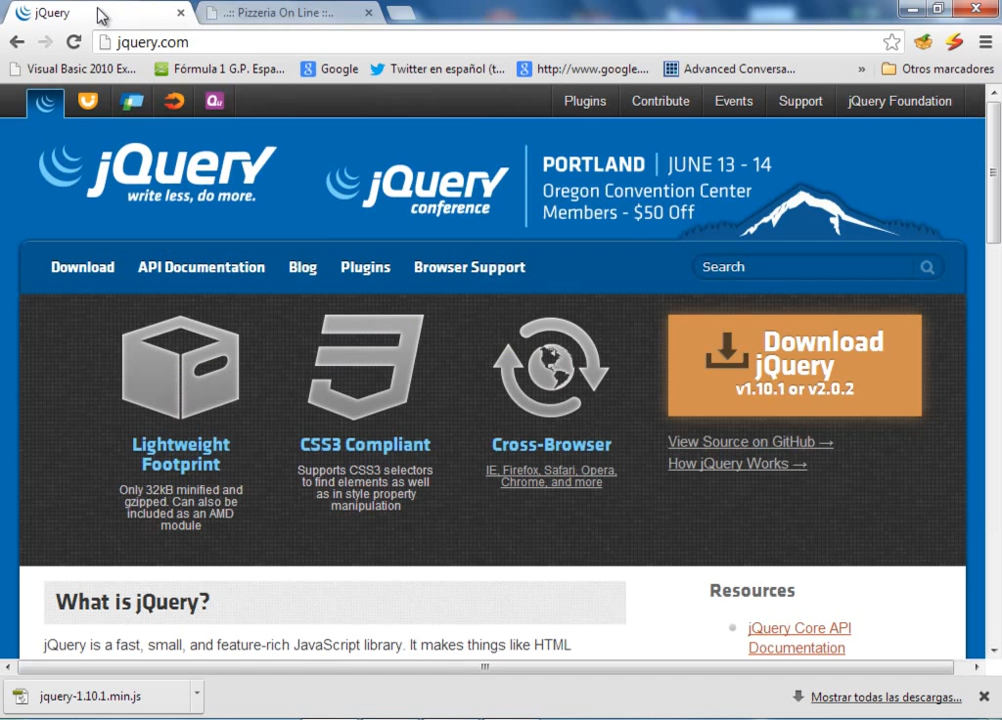 jQuery
..:: Pizzeria On Line ::..
jquery.com
Visual Basic 2010 Ex...
Fórmula 1 G.P. Espa...
Google
Twitter en español (t...
http://www.google....
Advanced Conversa...
»
Otros marcadores
Plugins
Contribute
Events
Support
jQuery Foundation
jQuery
write less, do more.
jQuery
conference
PORTLAND | JUNE 13 - 14
Oregon Convention Center
Members - $50 Off
Download
API Documentation
Blog
Plugins
Browser Support
Search
Lightweight
Footprint
Only 32kB minified and
gzipped. Can also be
included as an AMD
module
CSS3 Compliant
Supports CSS3 selectors
to find elements as well
as in style property
manipulation
Cross-Browser
IE, Firefox, Safari, Opera,
Chrome, and more
Download
jQuery
v1.10.1 or v2.0.2
View Source on GitHub →
How jQuery Works →
What is jQuery?
jQuery is a fast, small, and feature-rich JavaScript library. It makes things like HTML
Resources
jQuery Core API
Documentation
jquery-1.10.1.min.js
Mostrar todas las descargas...